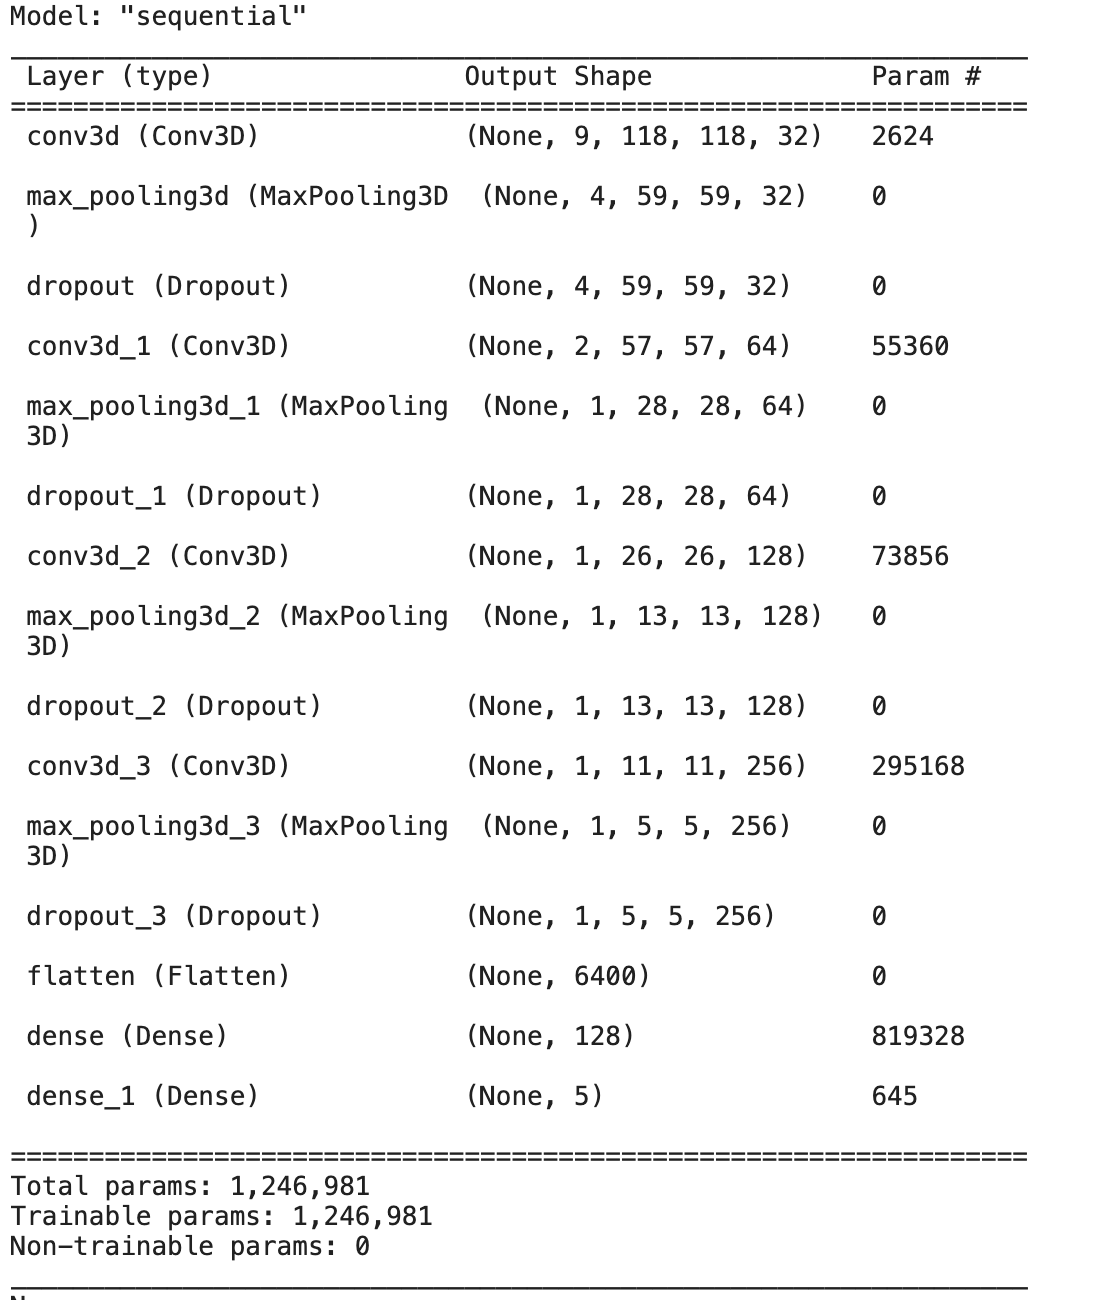 Model: "sequential"
Layer (type) Output Shape Param #
=================================================================
conv3d (Conv3D) (None, 9, 118, 118, 32) 2624
max_pooling3d (MaxPooling3D (None, 4, 59, 59, 32) 0
)
dropout (Dropout) (None, 4, 59, 59, 32) 0
conv3d_1 (Conv3D) (None, 2, 57, 57, 64) 55360
max_pooling3d_1 (MaxPooling (None, 1, 28, 28, 64) 0
3D)
dropout_1 (Dropout) (None, 1, 28, 28, 64) 0
conv3d_2 (Conv3D) (None, 1, 26, 26, 128) 73856
max_pooling3d_2 (MaxPooling (None, 1, 13, 13, 128) 0
3D)
dropout_2 (Dropout) (None, 1, 13, 13, 128) 0
conv3d_3 (Conv3D) (None, 1, 11, 11, 256) 295168
max_pooling3d_3 (MaxPooling (None, 1, 5, 5, 256) 0
3D)
dropout_3 (Dropout) (None, 1, 5, 5, 256) 0
flatten (Flatten) (None, 6400) 0
dense (Dense) (None, 128) 819328
dense_1 (Dense) (None, 5) 645
=================================================================
Total params: 1,246,981
Trainable params: 1,246,981
Non-trainable params: 0